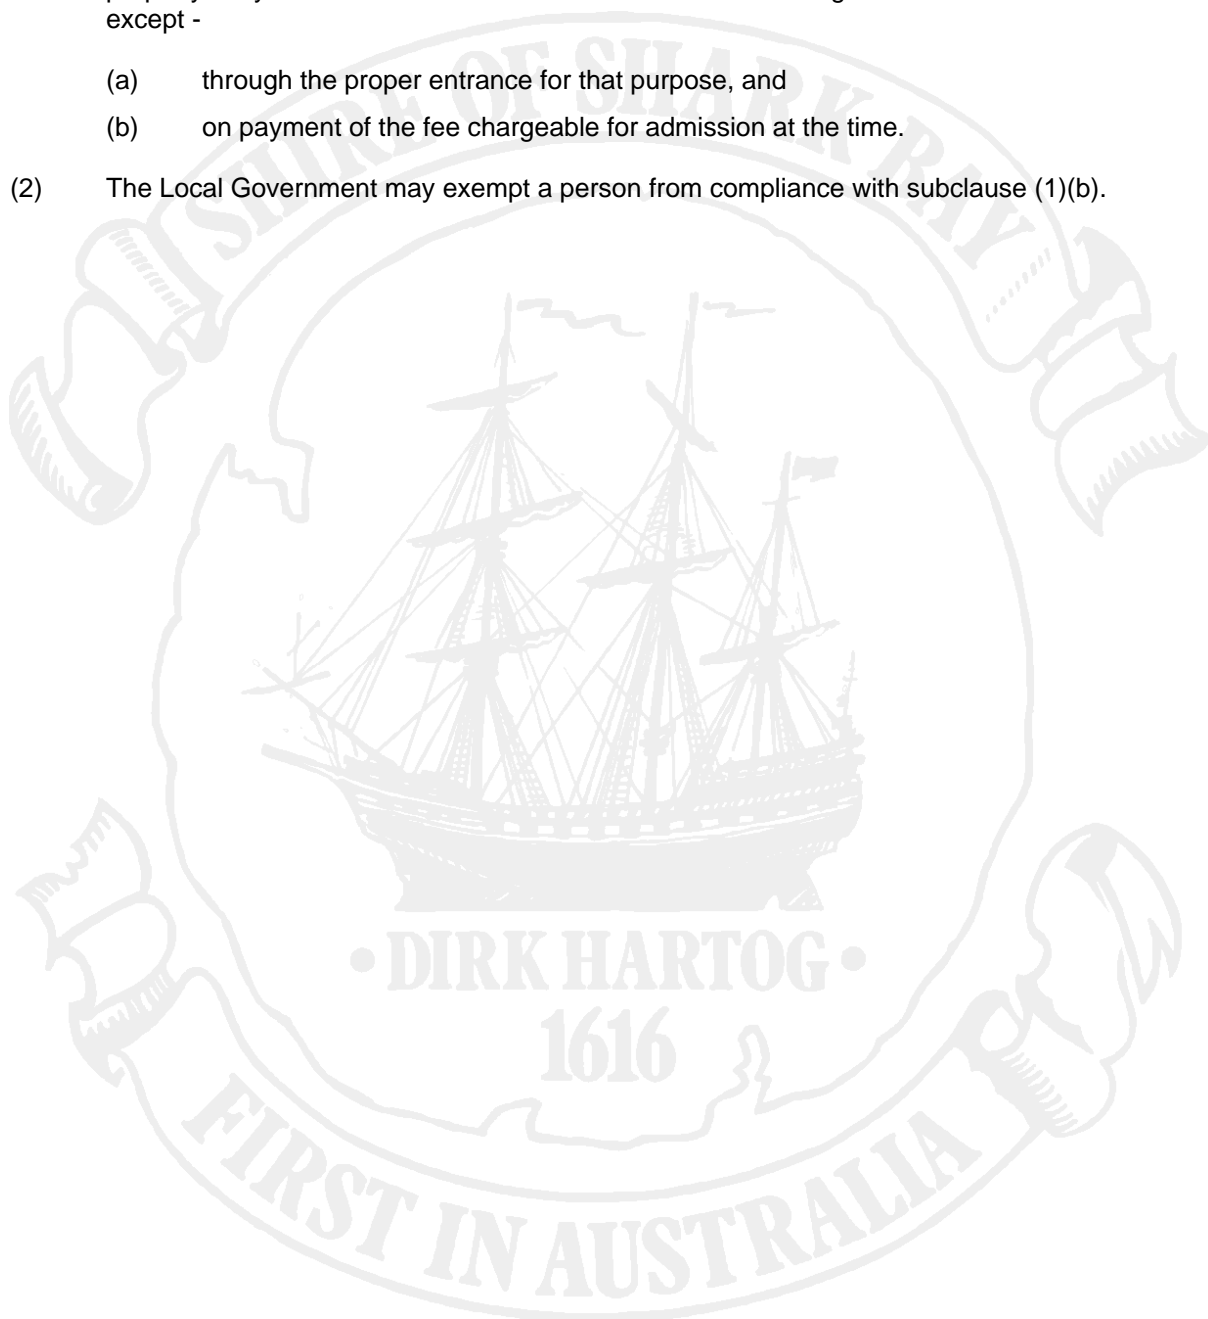 except -
(a) through the proper entrance for that purpose, and
(b) on payment of the fee chargeable for admission at the time.
(2) The Local Government may exempt a person from compliance with subclause (1)(b).
SHIRE OF SHARK BAY
• DIRK HARTOG •
1616
FIRST IN AUSTRALIA